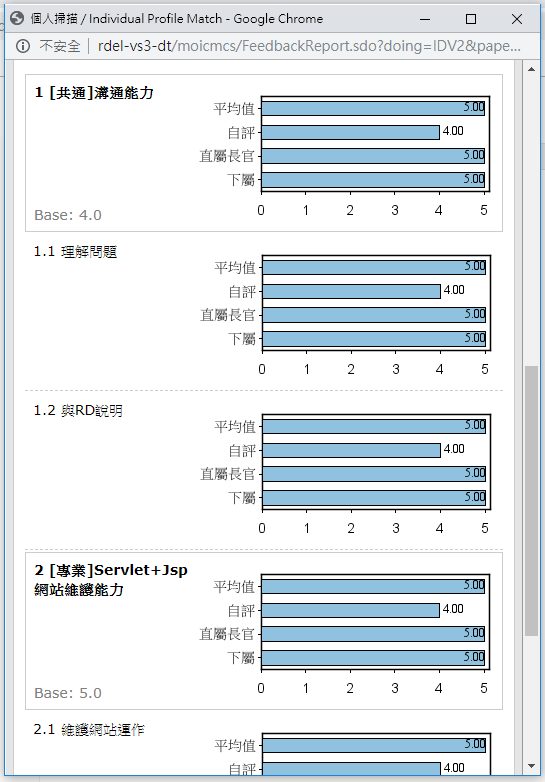 個人掃描 / Individual Profile Match - Google Chrome
不安全 | rdel-vs3-dt/moicmcs/FeedbackReport.sdo?doing=IDV2&pape...
1 [共通]溝通能力
平均值 5.00
自評 4.00
直屬長官 5.00
下屬 5.00
0 1 2 3 4 5
Base: 4.0
1.1 理解問題
平均值 5.00
自評 4.00
直屬長官 5.00
下屬 5.00
0 1 2 3 4 5
1.2 與RD說明
平均值 5.00
自評 4.00
直屬長官 5.00
下屬 5.00
0 1 2 3 4 5
2 [專業]Servlet+Jsp
網站維護能力
平均值 5.00
自評 4.00
直屬長官 5.00
下屬 5.00
0 1 2 3 4 5
Base: 5.0
2.1 維護網站運作
平均值 5.00
自評 4.00